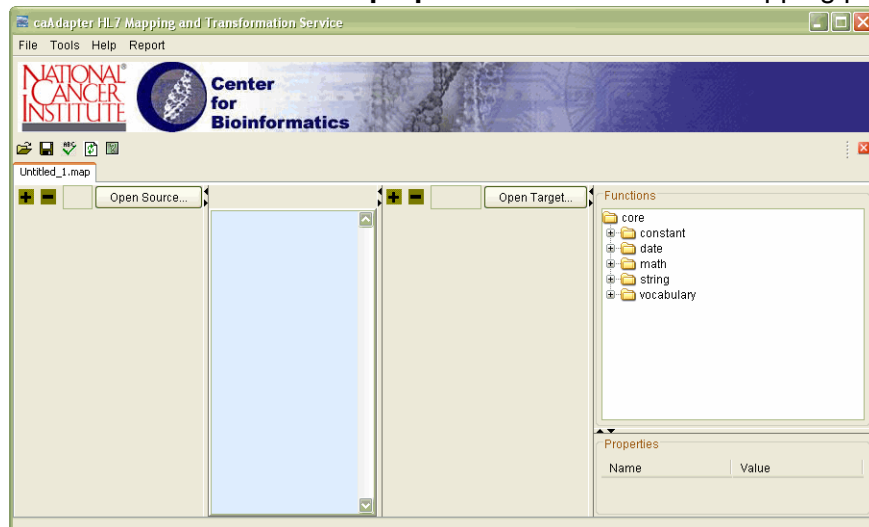 caAdapter HL7 Mapping and Transformation Service
File Tools Help Report
NATIONAL
CANCER
INSTITUTE
Center
for
Bioinformatics
ABC
Untitled_1.map
Open Source...
Open Target...
Functions
core
constant
date
math
string
vocabulary
Properties
Name Value